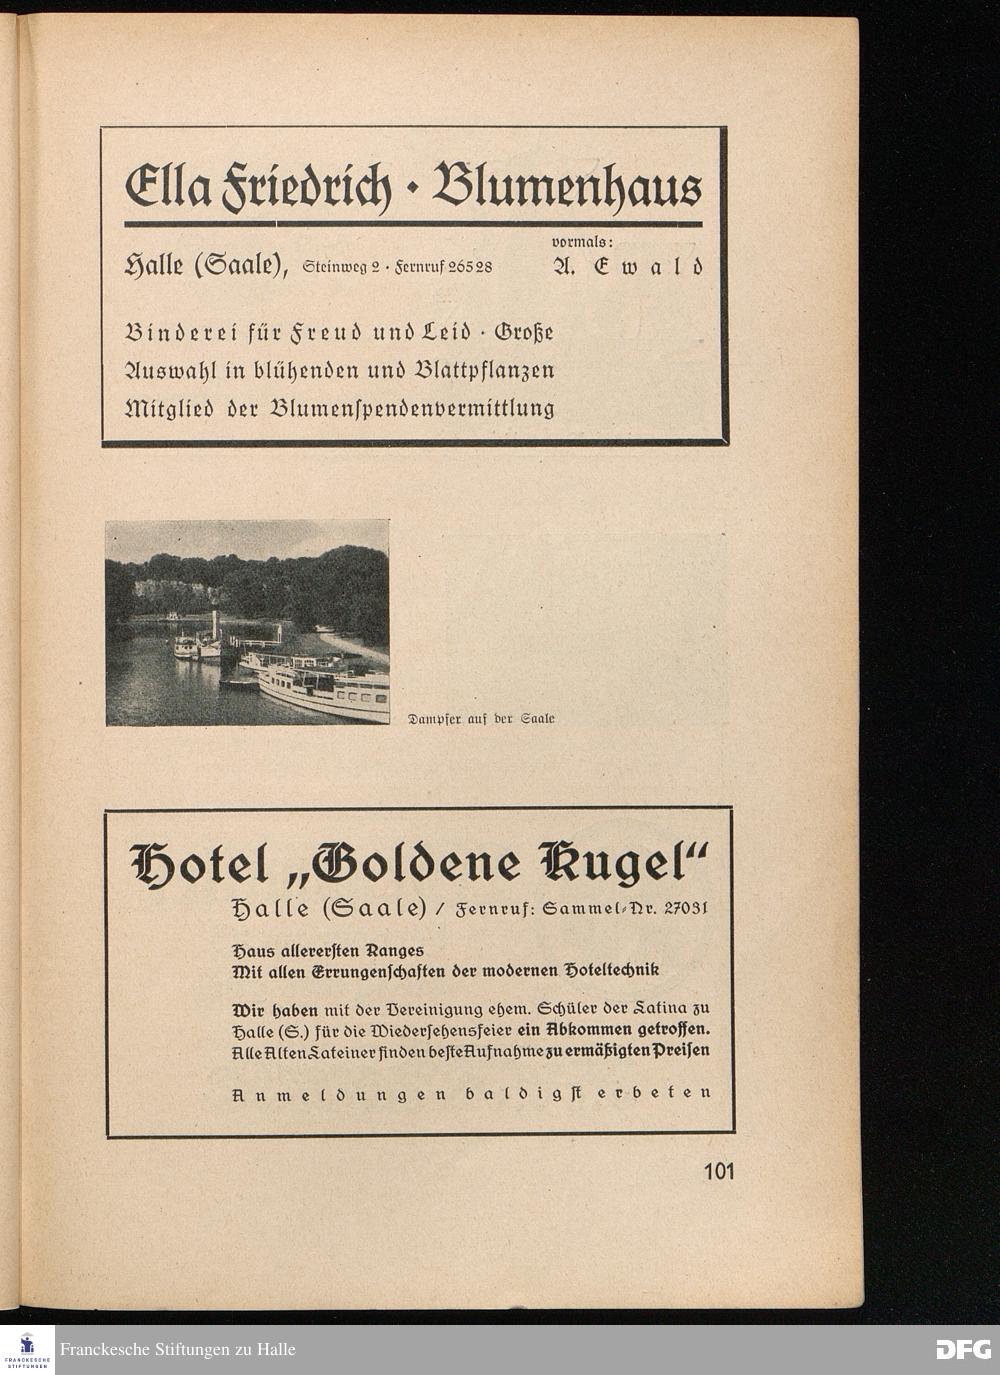 Ella Friedrich · Blumenhaus
vormals:
Halle (Saale), Steinweg 2 · Fernruf 26528 A. Ewald
Binderei für Freud und Leid · Große
Auswahl in blühenden und Blattpflanzen
Mitglied der Blumenspendenvermittlung
Dampfer auf der Saale
Hotel „Goldene Kugel“
Halle (Saale) / Fernruf: Sammel-Nr. 27031
Haus allerersten Ranges
Mit allen Errungenschaften der modernen Hoteltechnik
Wir haben mit der Vereinigung ehem. Schüler der Latina zu
Halle (S.) für die Wiedersehensfeier ein Abkommen getroffen.
Alle Alten Lateiner finden beste Aufnahme zu ermäßigten Preisen
Anmeldungen baldigst erbeten
101
FRANCKESCHE
STIFTUNGEN
Franckesche Stiftungen zu Halle
DFG